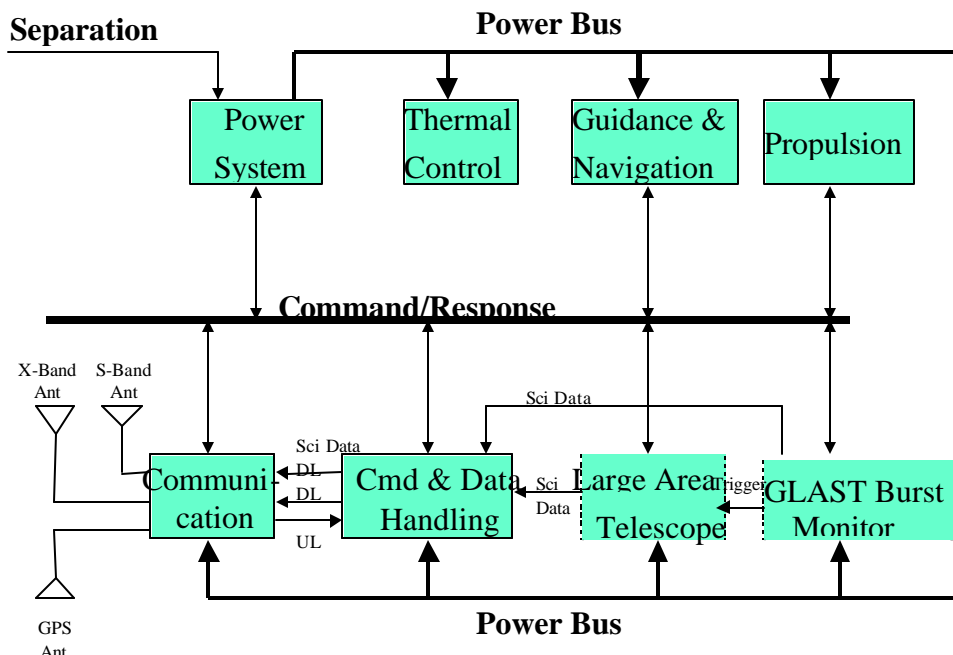 Separation
Power Bus
Power
System
Thermal
Control
Guidance &
Navigation
Propulsion
Command/Response
X-Band
Ant
S-Band
Ant
Sci Data
Sci Data
DL
DL
UL
Communi-
cation
Cmd & Data
Handling
Sci
Data
Large Area
Telescope
Trigger
GLAST Burst
Monitor
GPS
Ant
Power Bus